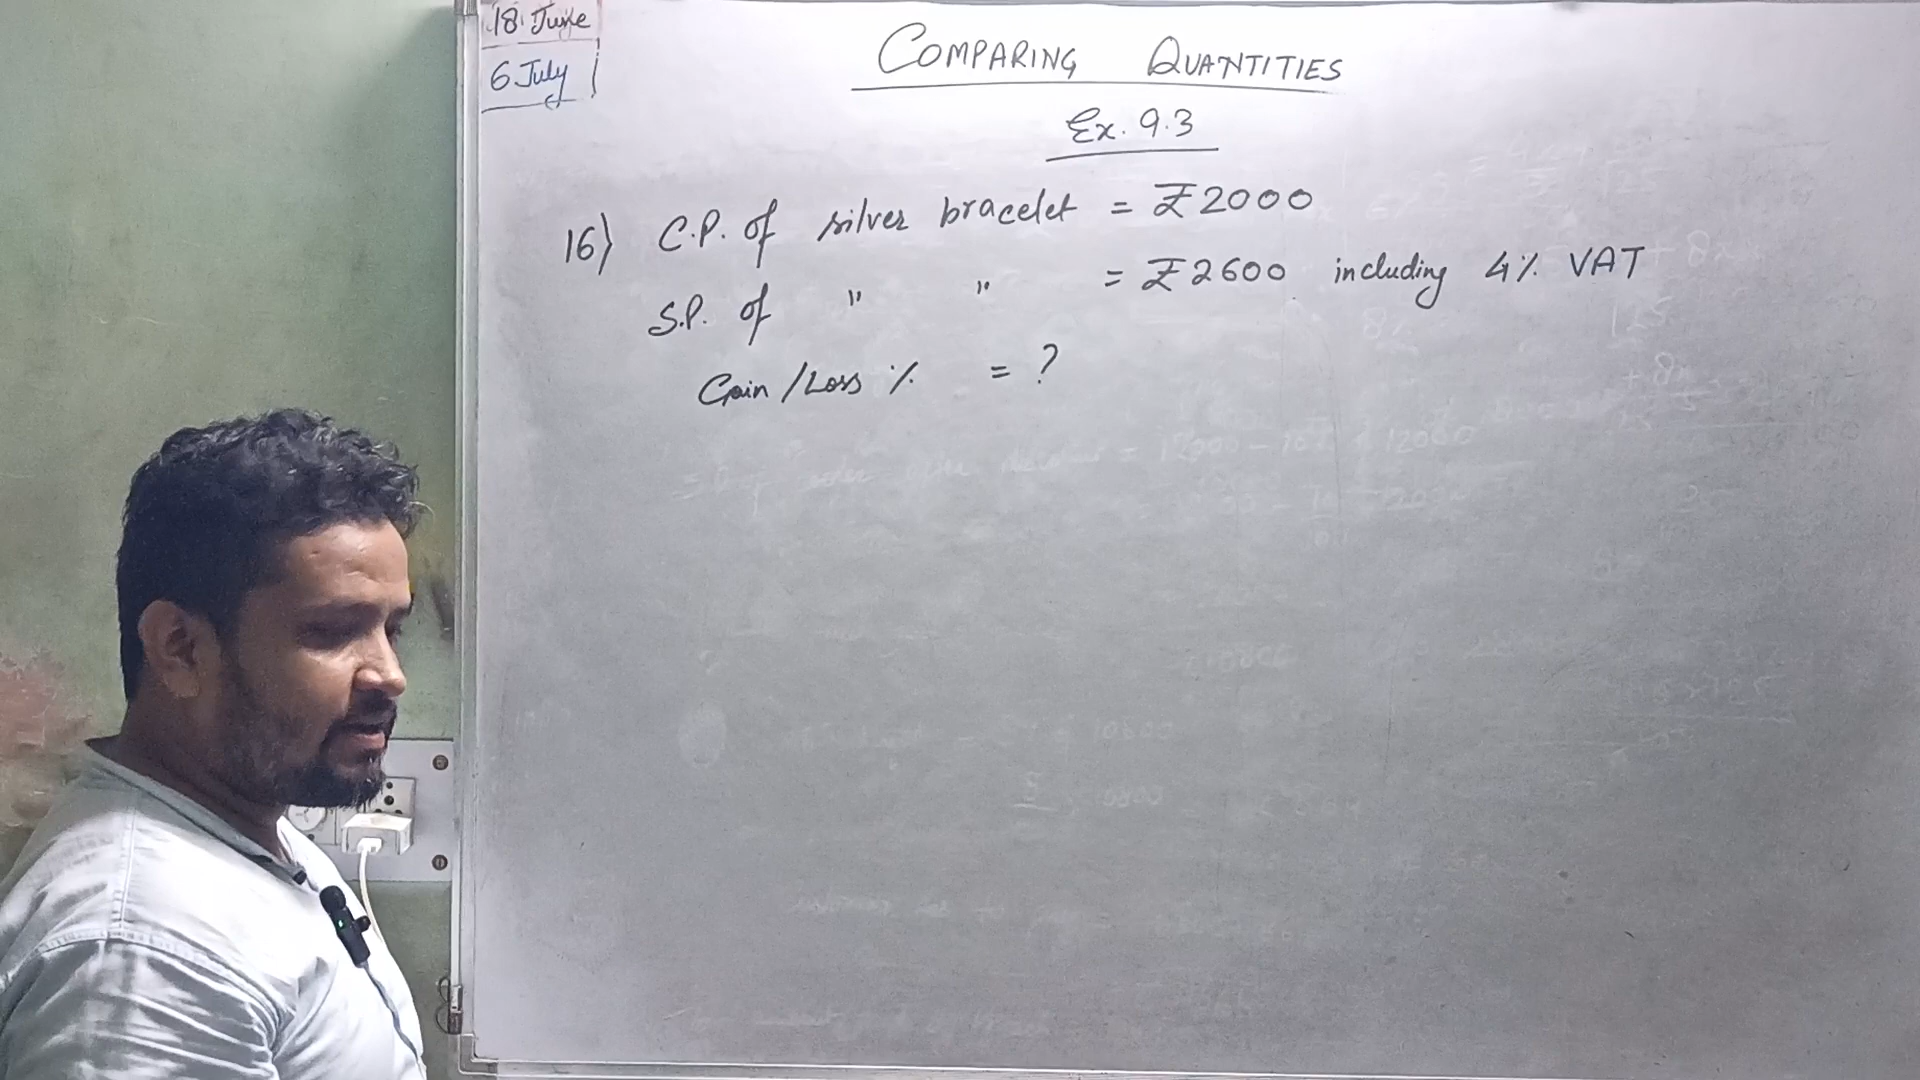 18 June
6 July
COMPARING QUANTITIES
Ex. 9.3
16) C.P. of silver bracelet = ₹2000
S.P. of " " = ₹2600 including 4% VAT
Gain/Loss % = ?